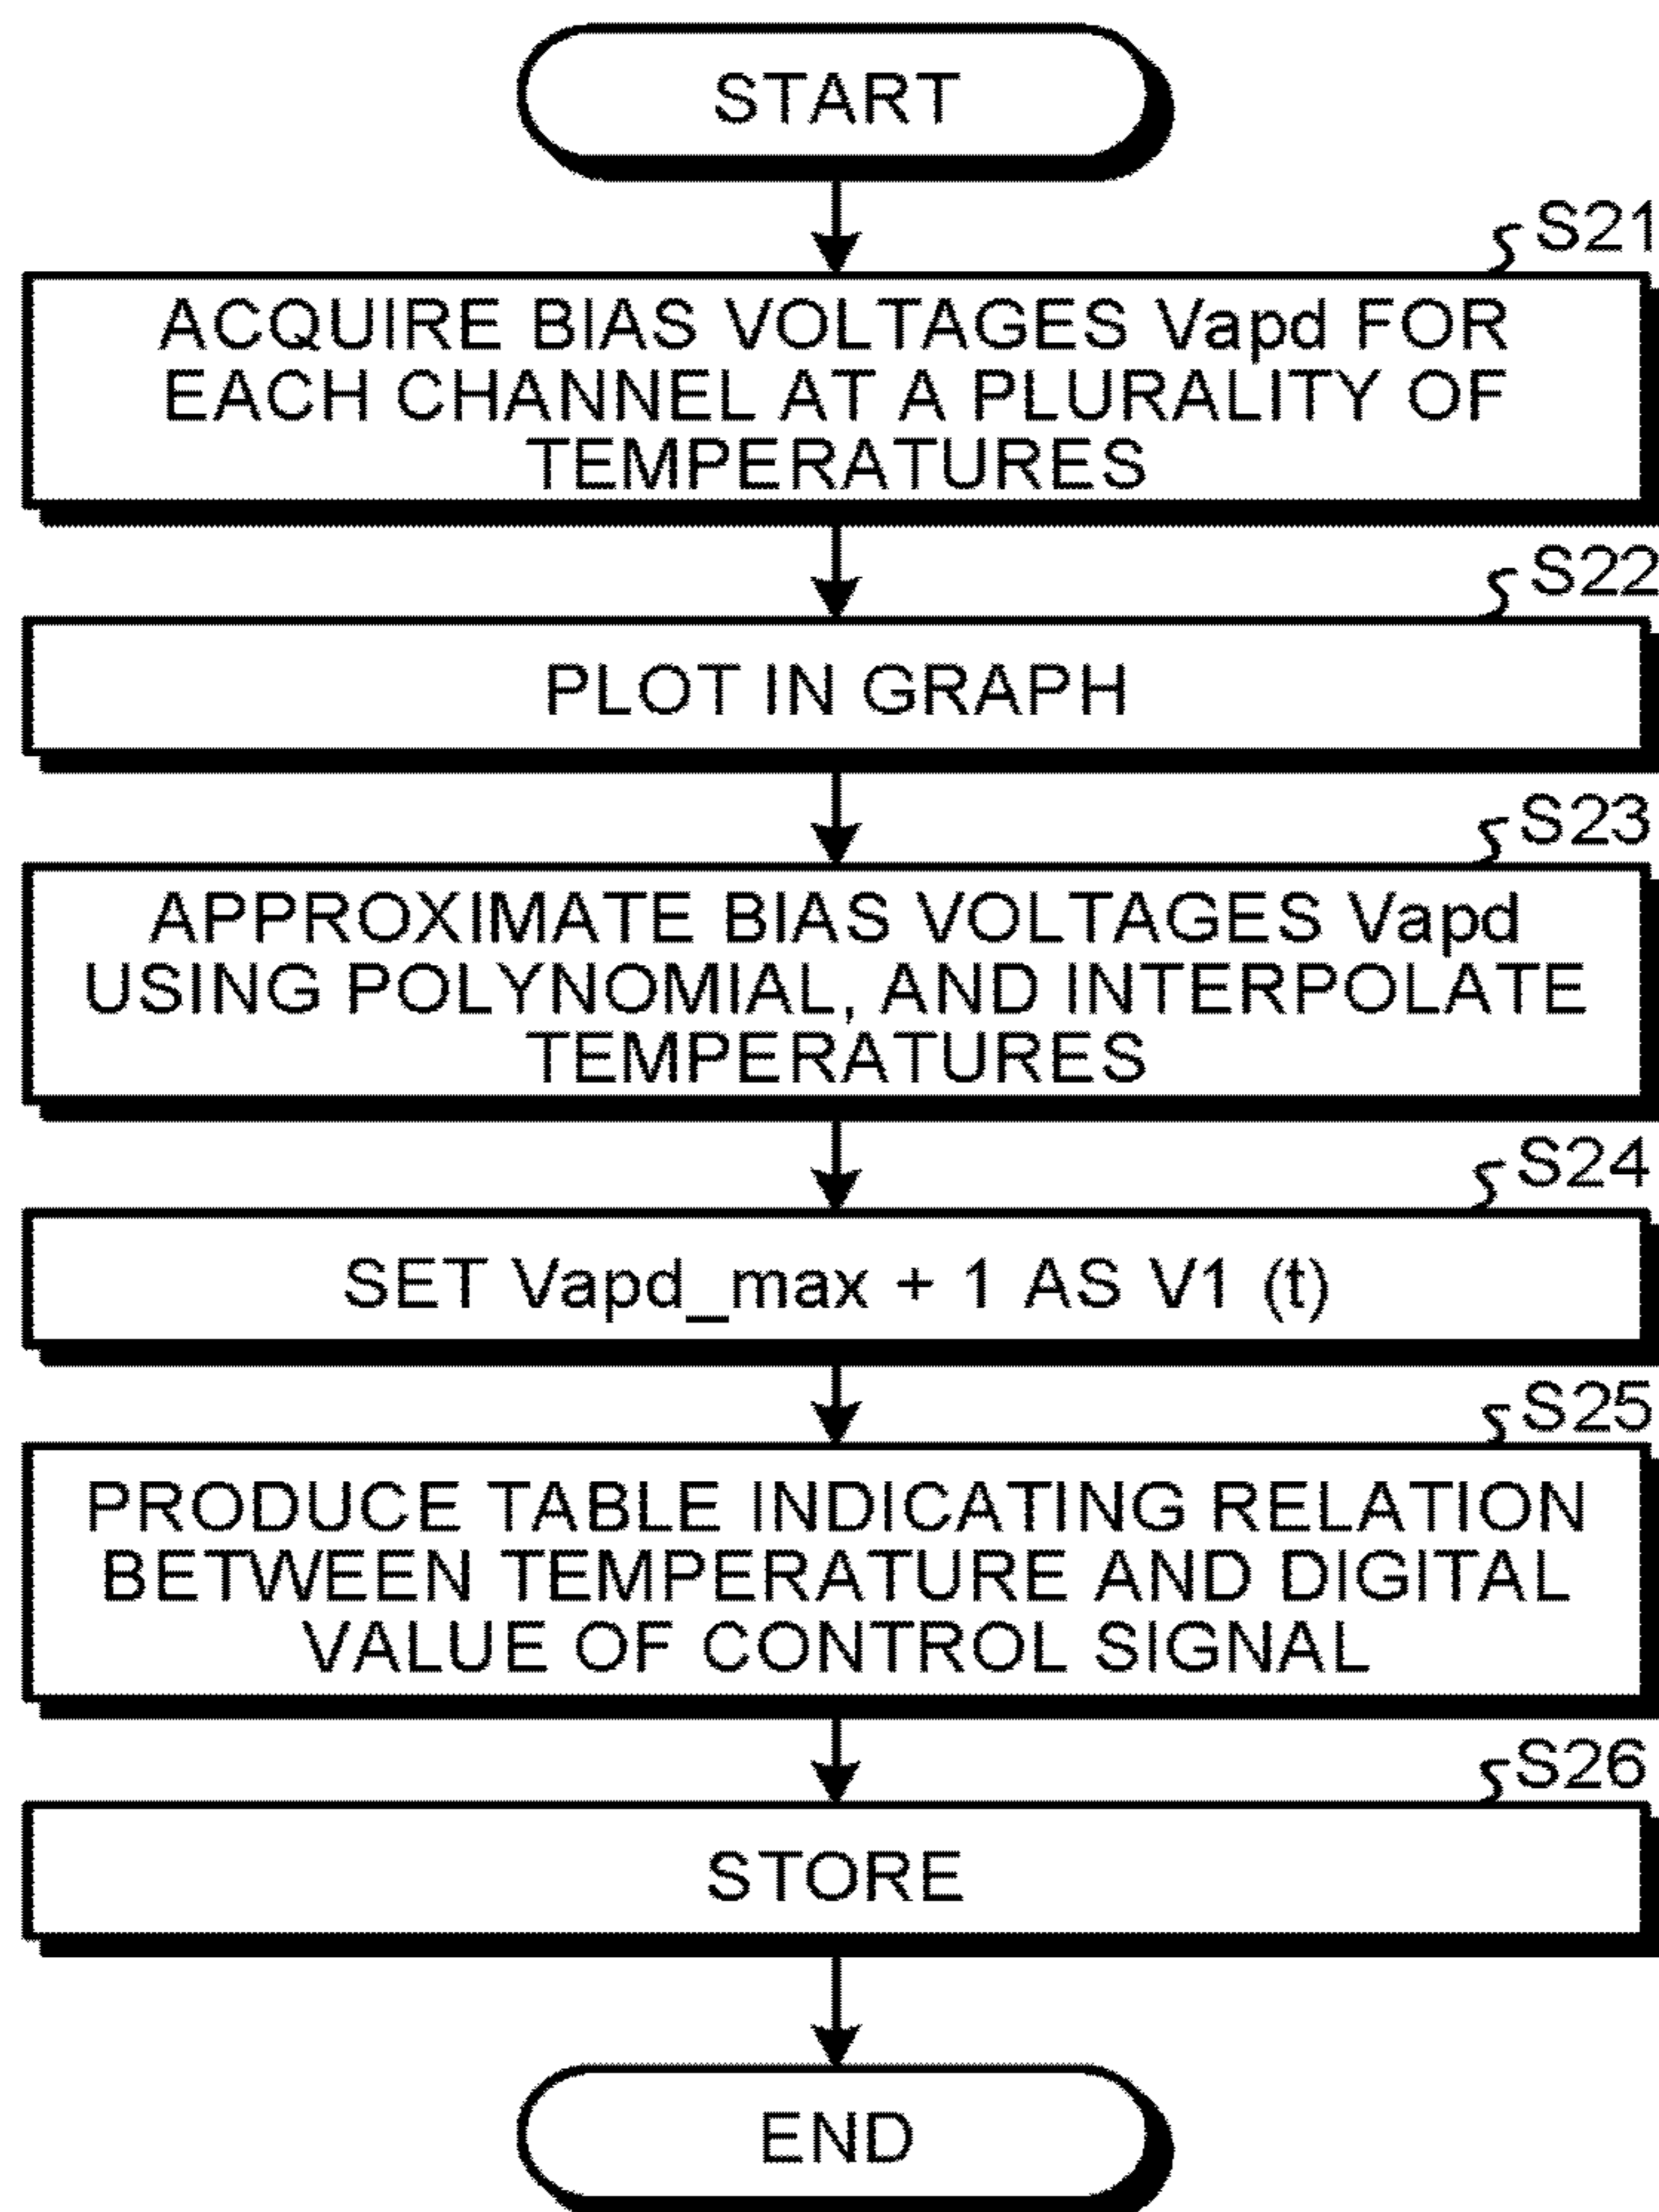 START
S21
ACQUIRE BIAS VOLTAGES Vapd FOR
EACH CHANNEL AT A PLURALITY OF
TEMPERATURES
S22
PLOT IN GRAPH
S23
APPROXIMATE BIAS VOLTAGES Vapd
USING POLYNOMIAL, AND INTERPOLATE
TEMPERATURES
S24
SET Vapd_max + 1 AS V1 (t)
S25
PRODUCE TABLE INDICATING RELATION
BETWEEN TEMPERATURE AND DIGITAL
VALUE OF CONTROL SIGNAL
S26
STORE
END